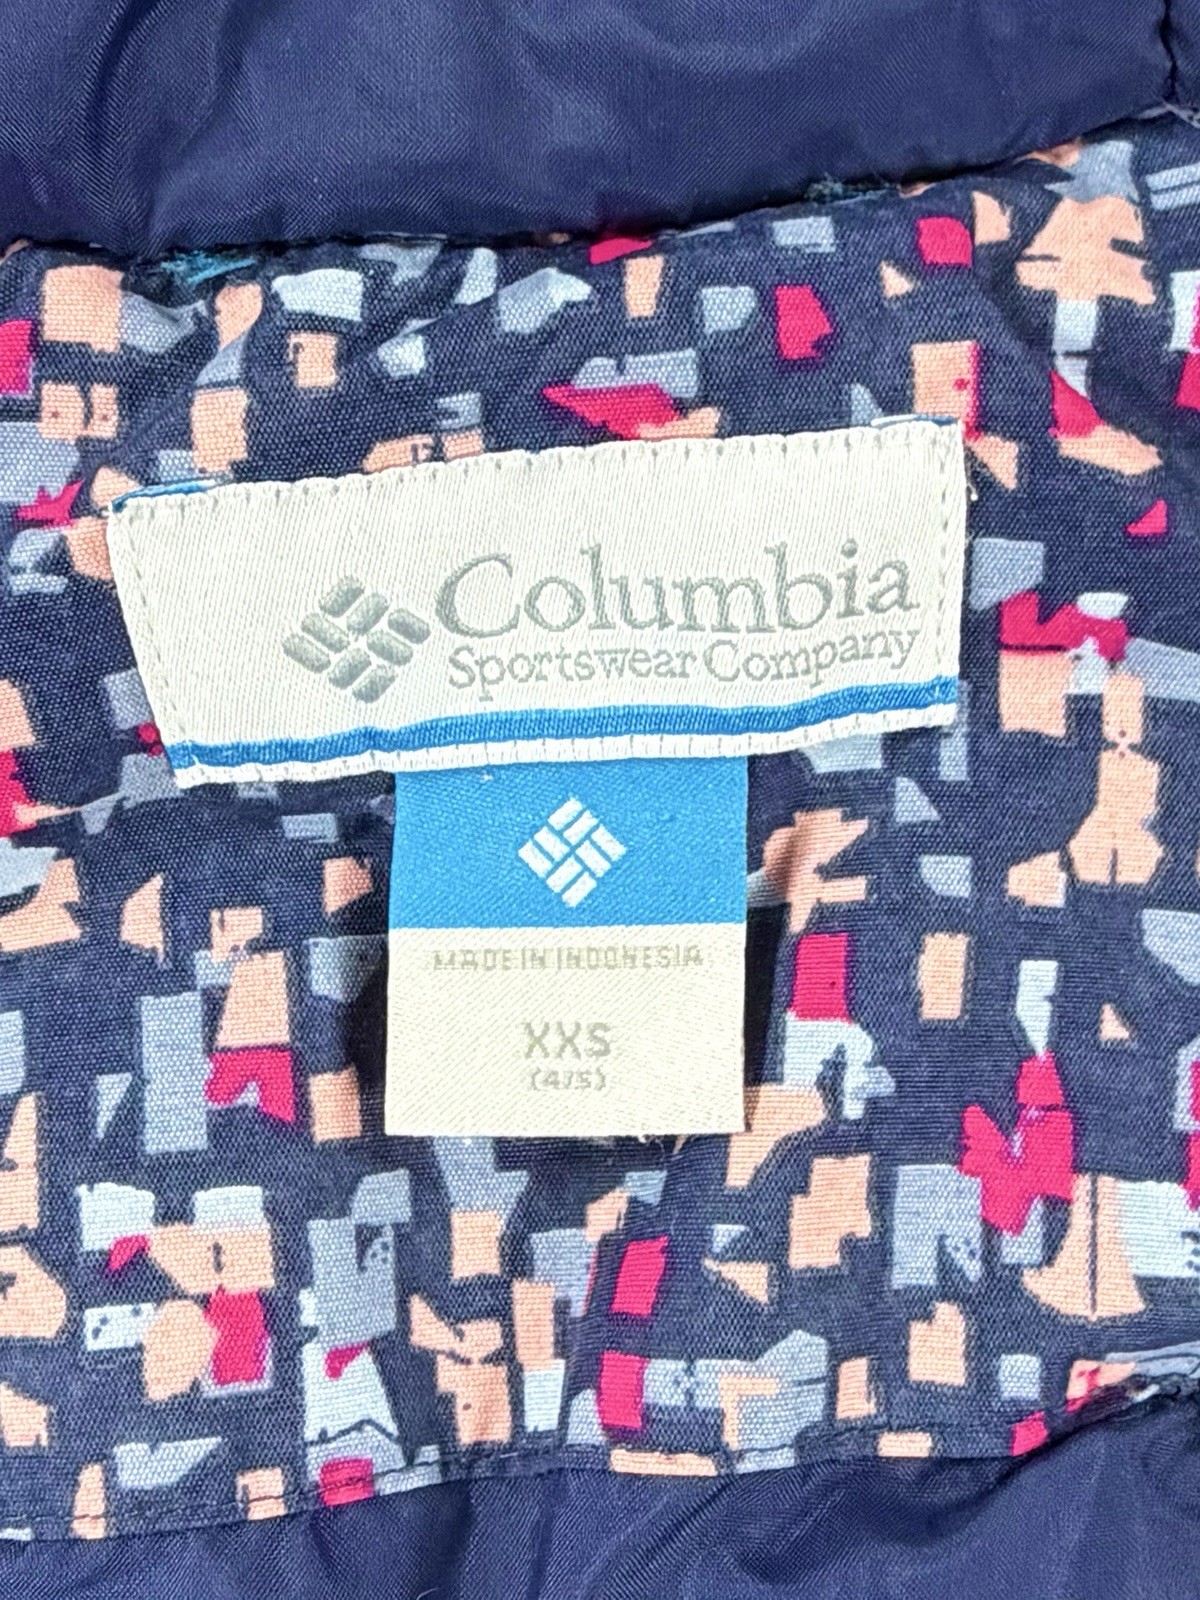 Columbia
Sportswear Company
MADE IN INDONESIA
XXS
(4/5)